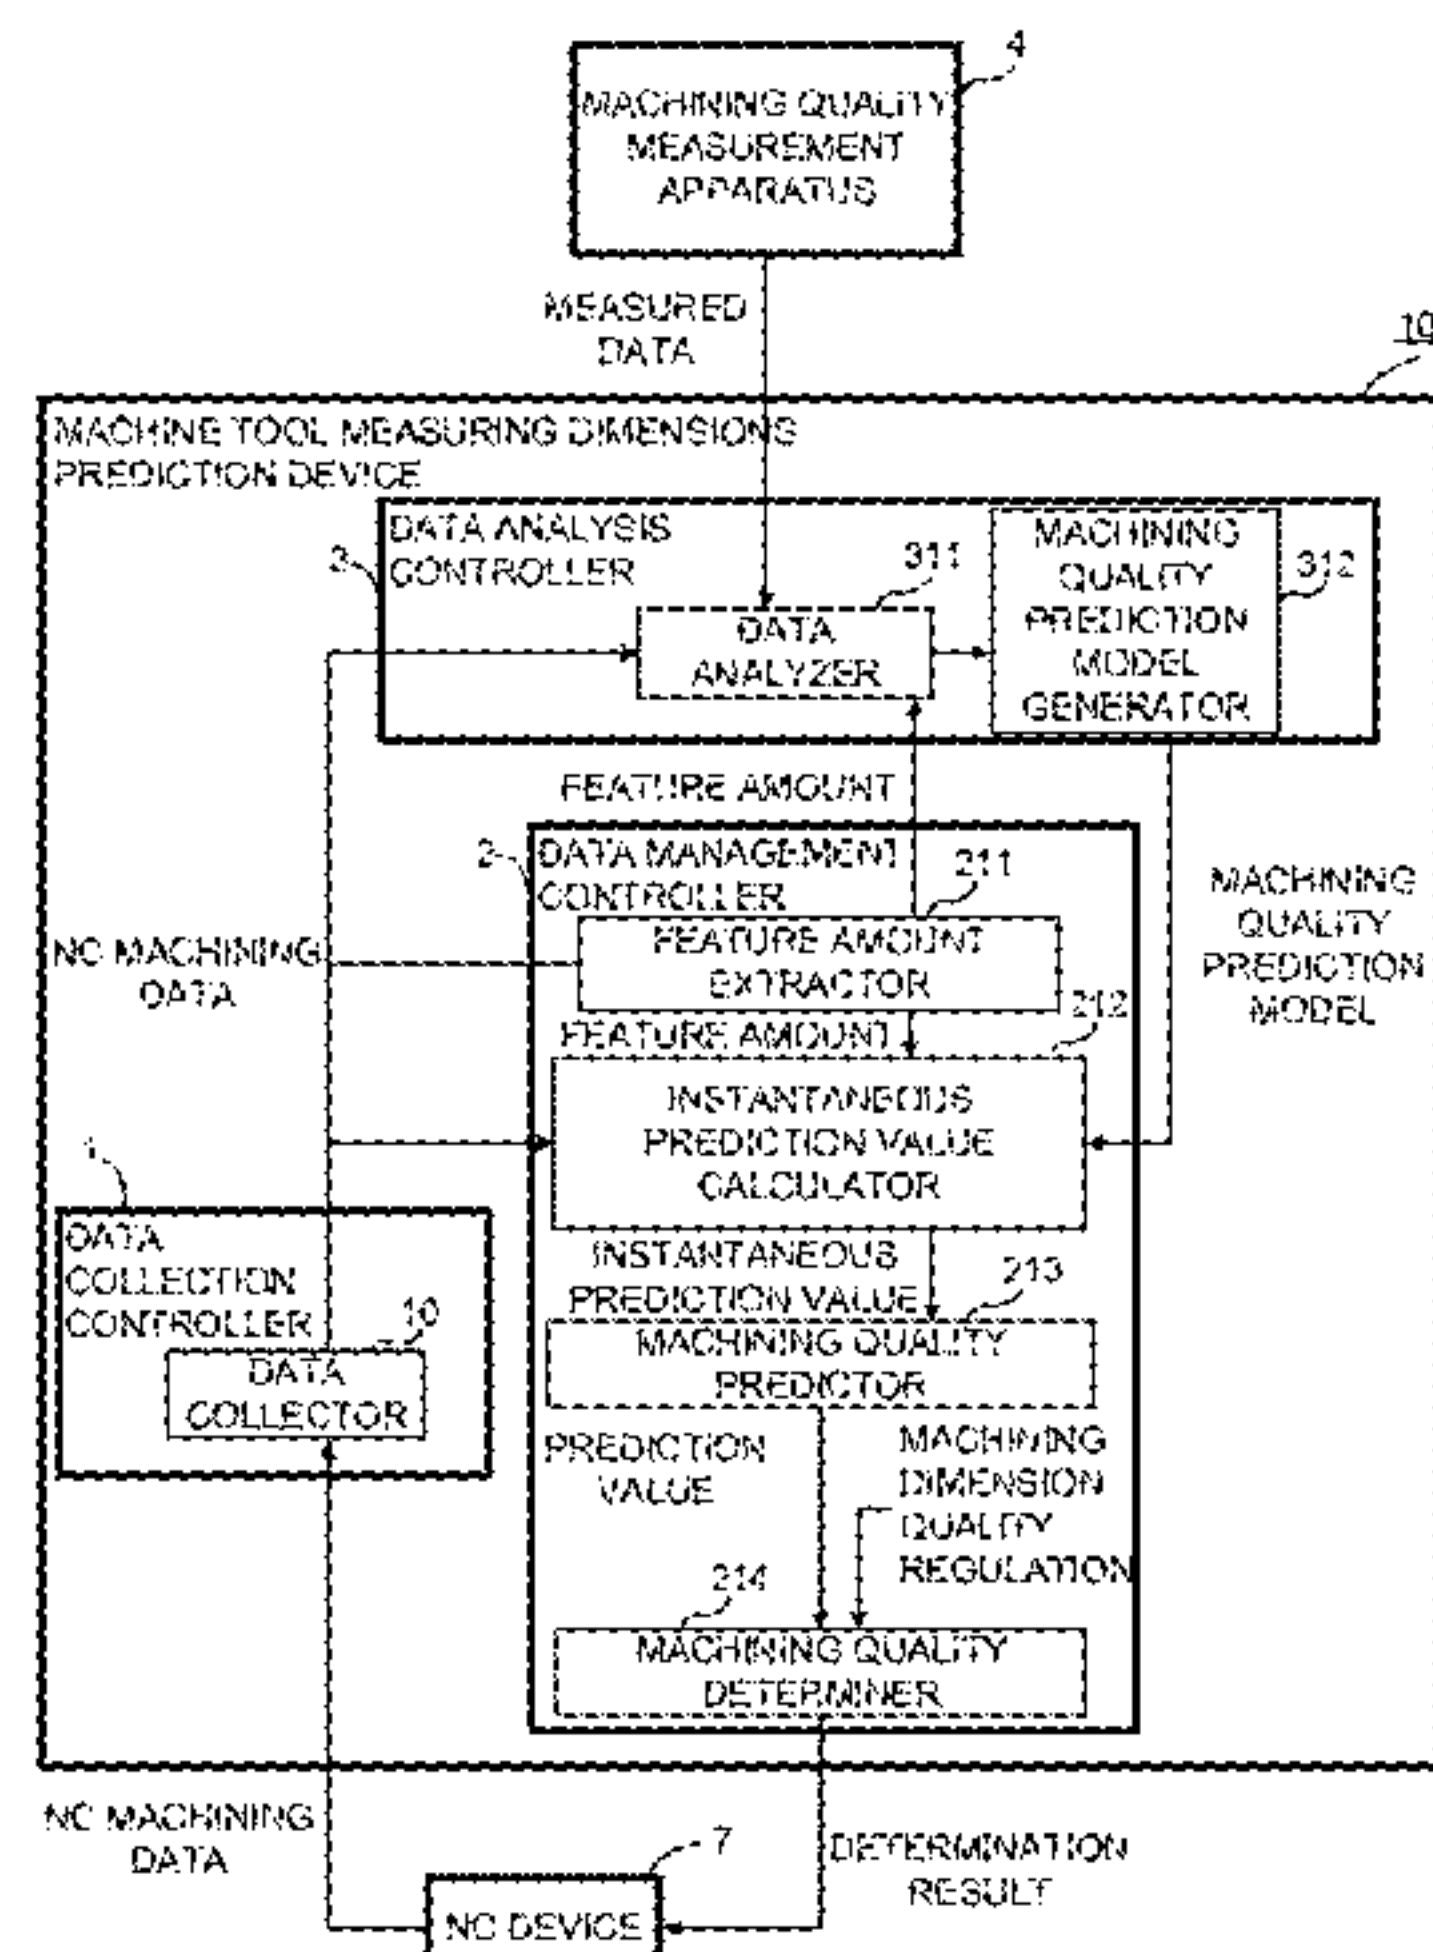 4
MACHINING QUALITY
MEASUREMENT
APPARATUS
MEASURED
DATA
10
MACHINE TOOL MEASURING DIMENSIONS
PREDICTION DEVICE
3
DATA ANALYSIS
CONTROLLER
311
DATA
ANALYZER
MACHINING
QUALITY
PREDICTION
MODEL
GENERATOR
312
FEATURE AMOUNT
2
DATA MANAGEMENT
CONTROLLER
211
FEATURE AMOUNT
EXTRACTOR
NC MACHINING
DATA
MACHINING
QUALITY
PREDICTION
MODEL
FEATURE AMOUNT
212
INSTANTANEOUS
PREDICTION VALUE
CALCULATOR
1
DATA
COLLECTION
CONTROLLER
10
DATA
COLLECTOR
INSTANTANEOUS
PREDICTION VALUE
213
MACHINING QUALITY
PREDICTOR
PREDICTION
VALUE
MACHINING
DIMENSION
QUALITY
REGULATION
214
MACHINING QUALITY
DETERMINER
NC MACHINING
DATA
7
NC DEVICE
DETERMINATION
RESULT